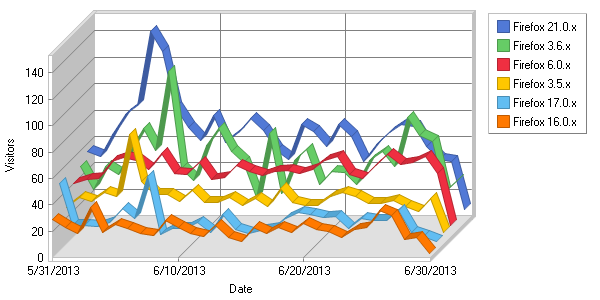 Firefox 21.0.x
Firefox 3.6.x
Firefox 6.0.x
Firefox 3.5.x
Firefox 17.0.x
Firefox 16.0.x
Visitors
140
120
100
80
60
40
20
0
5/31/2013
6/10/2013
6/20/2013
6/30/2013
Date